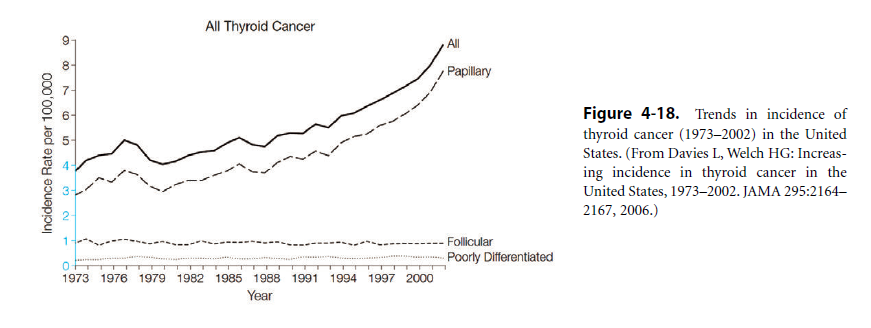 All Thyroid Cancer
Incidence Rate per 100,000
9
8
7
6
5
4
3
2
1
0
All
Papillary
Follicular
Poorly Differentiated
1973 1976 1979 1982 1985 1988 1991 1994 1997 2000
Year
Figure 4-18. Trends in incidence of
thyroid cancer (1973–2002) in the United
States. (From Davies L, Welch HG: Increas-
ing incidence in thyroid cancer in the
United States, 1973–2002. JAMA 295:2164–
2167, 2006.)